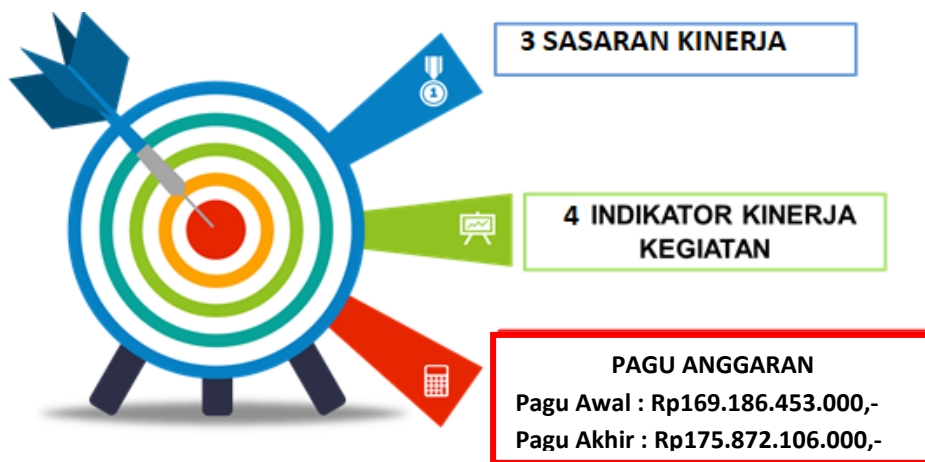 3 SASARAN KINERJA
1
4 INDIKATOR KINERJA
KEGIATAN
PAGU ANGGARAN
Pagu Awal : Rp169.186.453.000,-
Pagu Akhir : Rp175.872.106.000,-